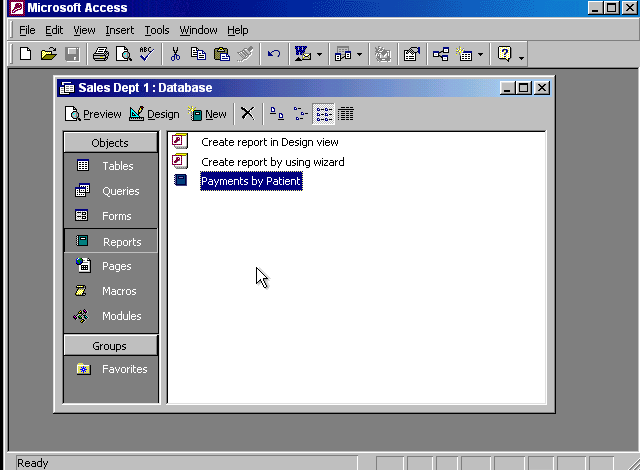 Microsoft Access
File Edit View Insert Tools Window Help
Sales Dept 1 : Database
Preview Design New
Objects
Tables
Queries
Forms
Reports
Pages
Macros
Modules
Groups
Favorites
Create report in Design view
Create report by using wizard
Payments by Patient
Ready